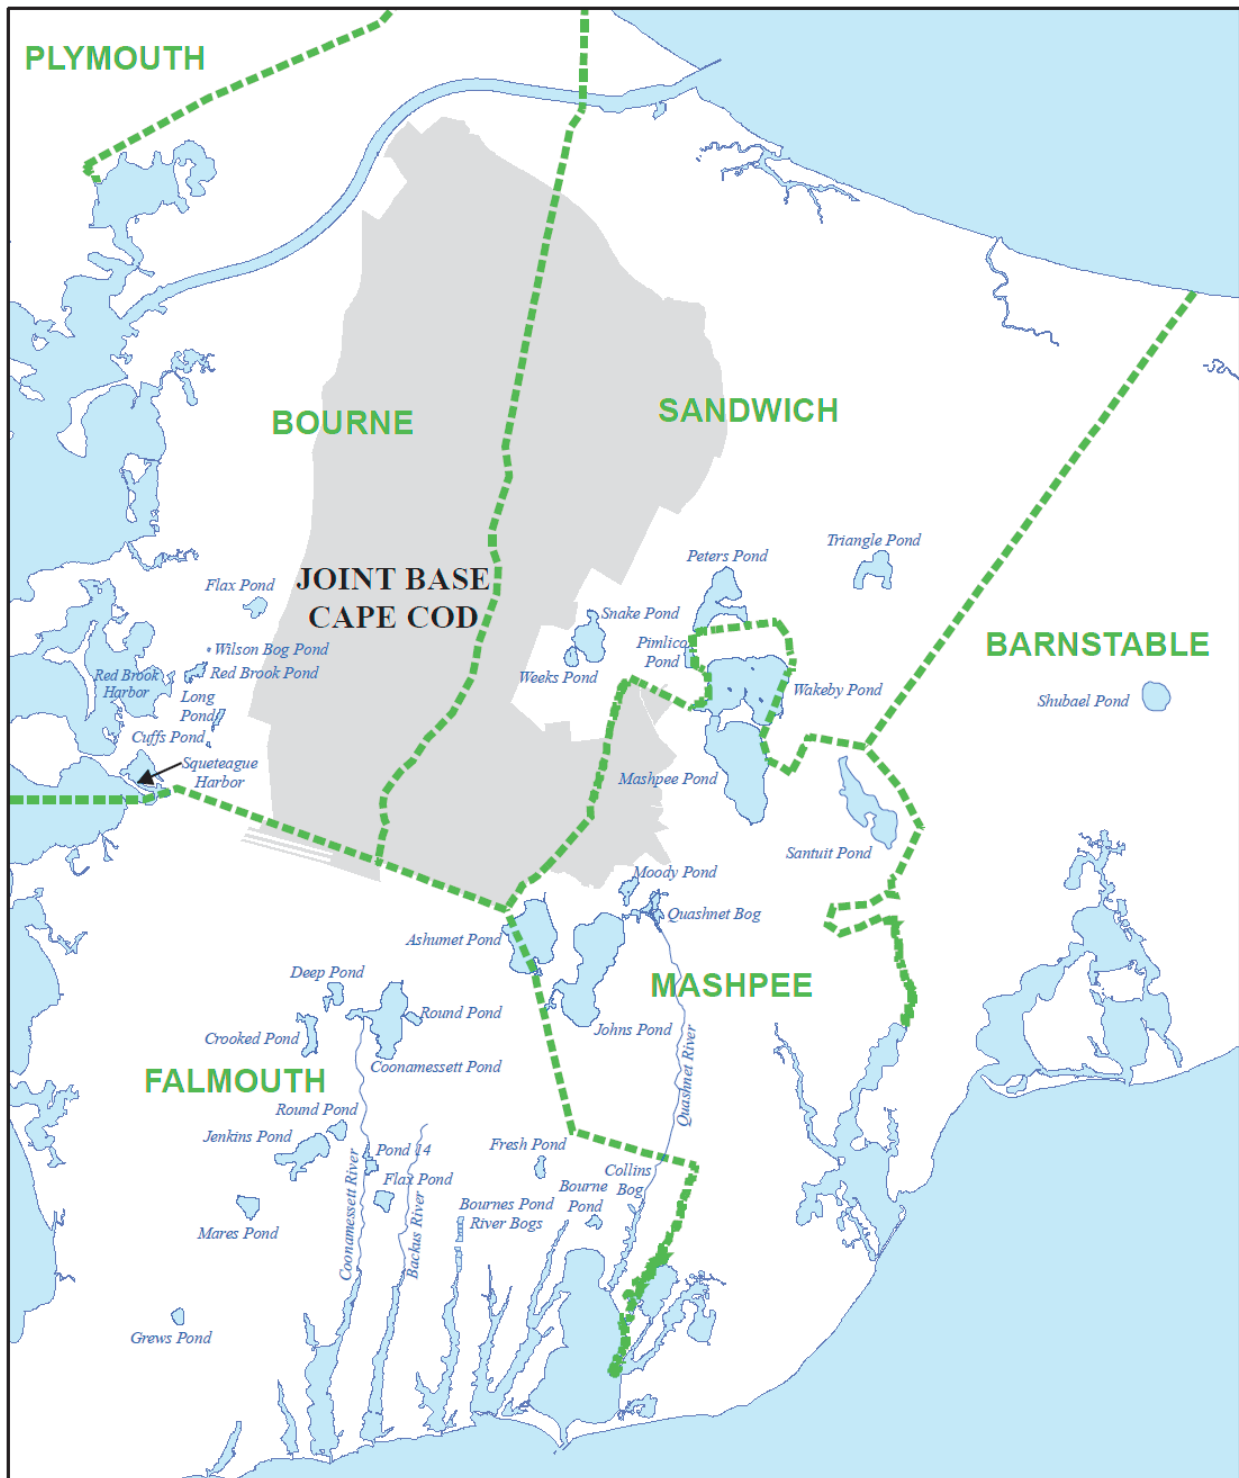 PLYMOUTH
BOURNE
SANDWICH
JOINT BASE
CAPE COD
Triangle Pond
Peters Pond
Flax Pond
Snake Pond
Wilson Bog Pond
Pimlico
Pond
BARNSTABLE
Red Brook
Harbor
Red Brook Pond
Weeks Pond
Wakeby Pond
Shubael Pond
Long
Pond
Cuffs Pond
Squeteague
Harbor
Mashpee Pond
Santuit Pond
Moody Pond
Quashnet Bog
Ashumet Pond
Deep Pond
MASHPEE
Round Pond
Crooked Pond
Johns Pond
Coonamessett Pond
Quashnet River
FALMOUTH
Round Pond
Jenkins Pond
Pond 14
Fresh Pond
Collins
Bog
Flax Pond
Bourne
Pond
Bournes Pond
River Bogs
Mares Pond
Coonamessett River
Backus River
Grews Pond